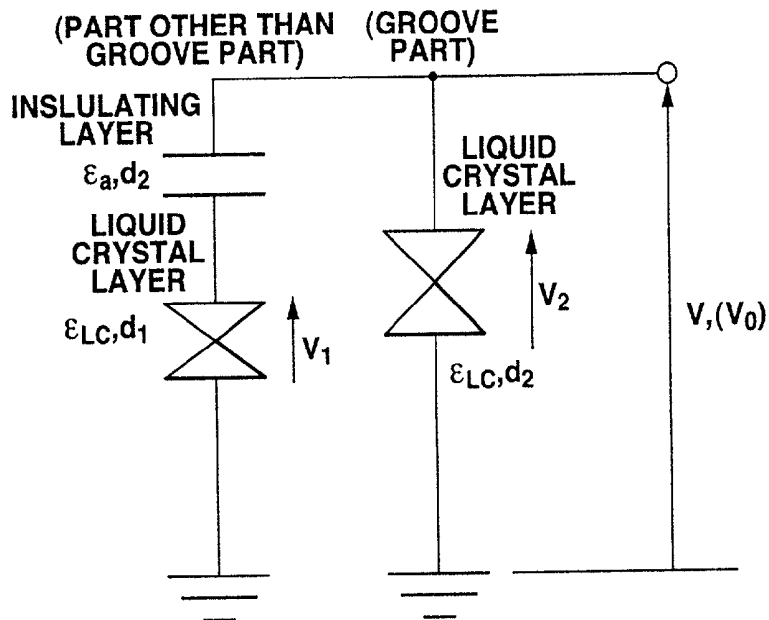 (PART OTHER THAN
GROOVE PART)
(GROOVE
PART)
INSLULATING
LAYER
εa,d2
LIQUID
CRYSTAL
LAYER
εLC,d1
V1
LIQUID
CRYSTAL
LAYER
V2
εLC,d2
V,(V0)